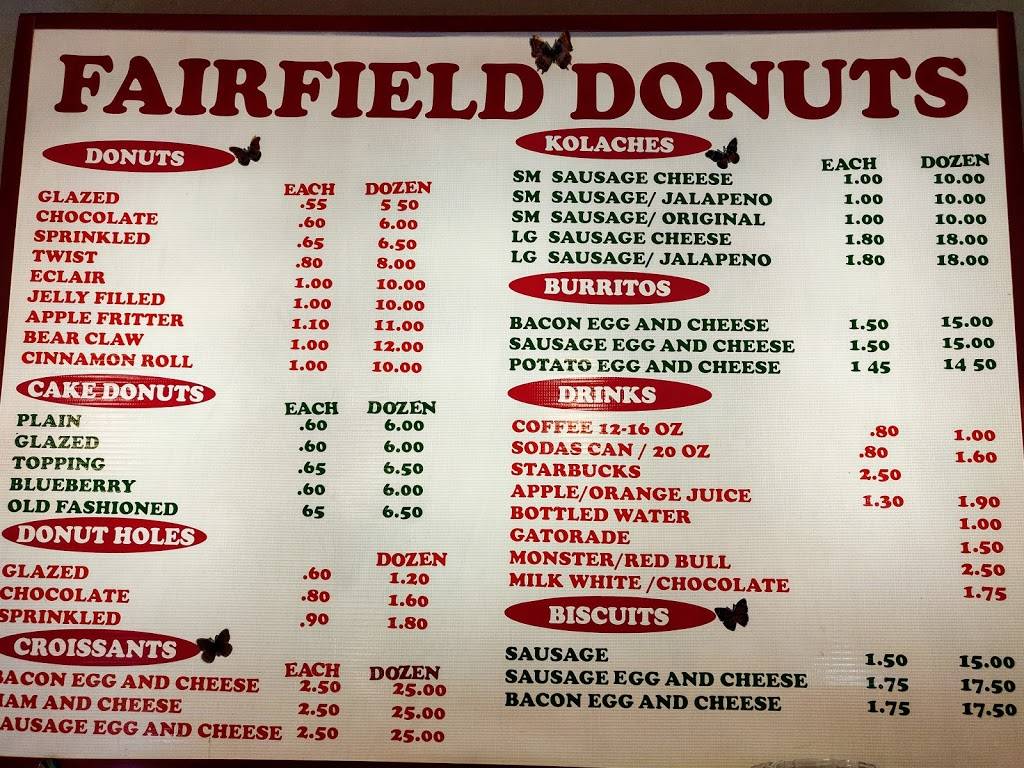 FAIRFIELD DONUTS
DONUTS
EACH DOZEN
GLAZED .55 5 50
CHOCOLATE .60 6.00
SPRINKLED .65 6.50
TWIST .80 8.00
ECLAIR 1.00 10.00
JELLY FILLED 1.00 10.00
APPLE FRITTER 1.10 11.00
BEAR CLAW 1.00 12.00
CINNAMON ROLL 1.00 10.00
CAKE DONUTS
EACH DOZEN
PLAIN .60 6.00
GLAZED .60 6.00
TOPPING .65 6.50
BLUEBERRY .60 6.00
OLD FASHIONED 65 6.50
DONUT HOLES
DOZEN
GLAZED .60 1.20
CHOCOLATE .80 1.60
SPRINKLED .90 1.80
CROISSANTS
EACH DOZEN
BACON EGG AND CHEESE 2.50 25.00
HAM AND CHEESE 2.50 25.00
SAUSAGE EGG AND CHEESE 2.50 25.00
KOLACHES
EACH DOZEN
SM SAUSAGE CHEESE 1.00 10.00
SM SAUSAGE/ JALAPENO 1.00 10.00
SM SAUSAGE/ ORIGINAL 1.00 10.00
LG SAUSAGE CHEESE 1.80 18.00
LG SAUSAGE/ JALAPENO 1.80 18.00
BURRITOS
BACON EGG AND CHEESE 1.50 15.00
SAUSAGE EGG AND CHEESE 1.50 15.00
POTATO EGG AND CHEESE 1 45 14 50
DRINKS
COFFEE 12-16 OZ .80 1.00
SODAS CAN / 20 OZ .80 1.60
STARBUCKS 2.50
APPLE/ORANGE JUICE 1.30 1.90
BOTTLED WATER 1.00
GATORADE 1.50
MONSTER/RED BULL 2.50
MILK WHITE /CHOCOLATE 1.75
BISCUITS
SAUSAGE 1.50 15.00
SAUSAGE EGG AND CHEESE 1.75 17.50
BACON EGG AND CHEESE 1.75 17.50